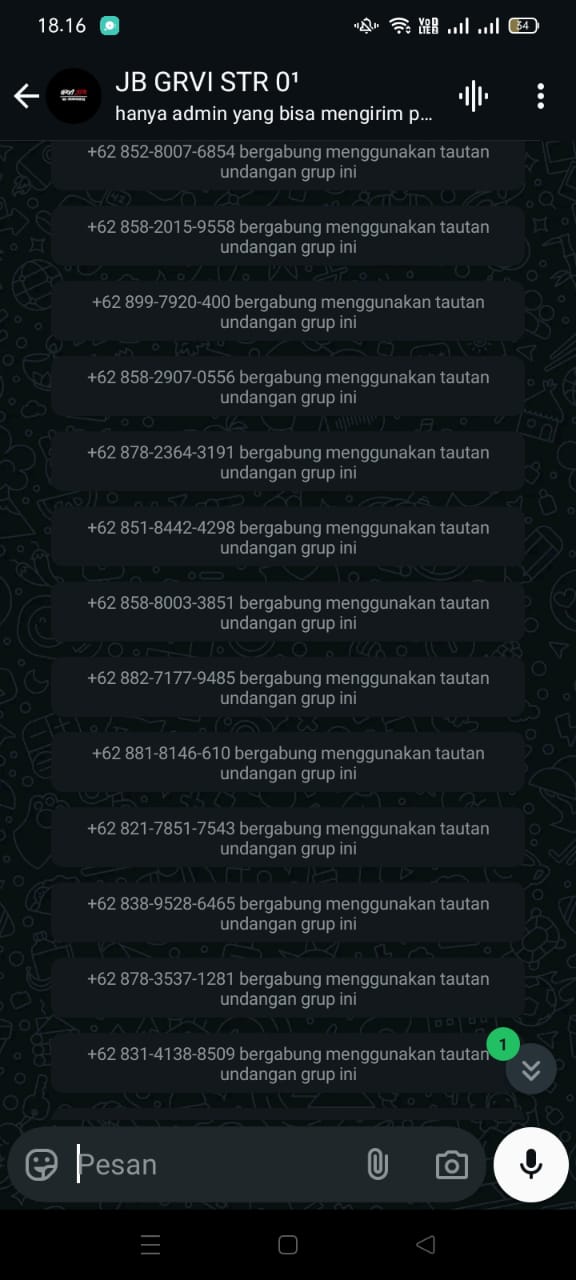 18.16
VoD
LTE 2
54
JB GRVI STR 0¹
hanya admin yang bisa mengirim p...
+62 852-8007-6854 bergabung menggunakan tautan
undangan grup ini
+62 858-2015-9558 bergabung menggunakan tautan
undangan grup ini
+62 899-7920-400 bergabung menggunakan tautan
undangan grup ini
+62 858-2907-0556 bergabung menggunakan tautan
undangan grup ini
+62 878-2364-3191 bergabung menggunakan tautan
undangan grup ini
+62 851-8442-4298 bergabung menggunakan tautan
undangan grup ini
+62 858-8003-3851 bergabung menggunakan tautan
undangan grup ini
+62 882-7177-9485 bergabung menggunakan tautan
undangan grup ini
+62 881-8146-610 bergabung menggunakan tautan
undangan grup ini
+62 821-7851-7543 bergabung menggunakan tautan
undangan grup ini
+62 838-9528-6465 bergabung menggunakan tautan
undangan grup ini
+62 878-3537-1281 bergabung menggunakan tautan
undangan grup ini
+62 831-4138-8509 bergabung menggunakan tautan
undangan grup ini
1
Pesan